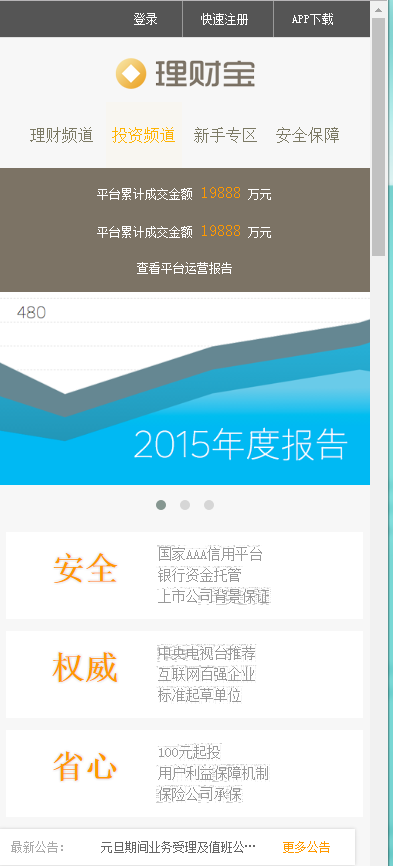 登录 快速注册 APP下载
理财宝
理财频道 投资频道 新手专区 安全保障
平台累计成交金额 19888 万元
平台累计成交金额 19888 万元
查看平台运营报告
480
2015年度报告
安全
国家AAA信用平台
银行资金托管
上市公司背景保证
权威
中央电视台推荐
互联网百强企业
标准起草单位
省心
100元起投
用户利益保障机制
保险公司承保
最新公告： 元旦期间业务受理及值班公… 更多公告